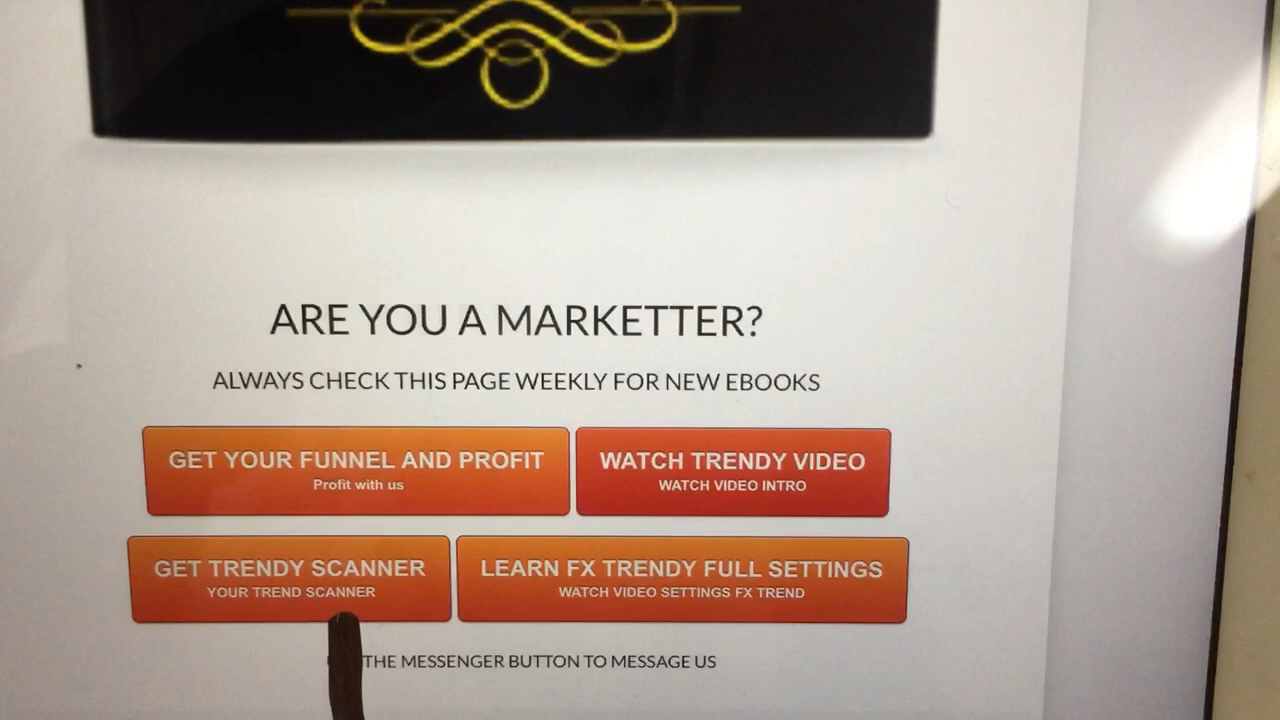 ARE YOU A MARKETTER?
ALWAYS CHECK THIS PAGE WEEKLY FOR NEW EBOOKS
GET YOUR FUNNEL AND PROFIT
Profit with us
WATCH TRENDY VIDEO
WATCH VIDEO INTRO
GET TRENDY SCANNER
YOUR TREND SCANNER
LEARN FX TRENDY FULL SETTINGS
WATCH VIDEO SETTINGS FX TREND
THE MESSENGER BUTTON TO MESSAGE US